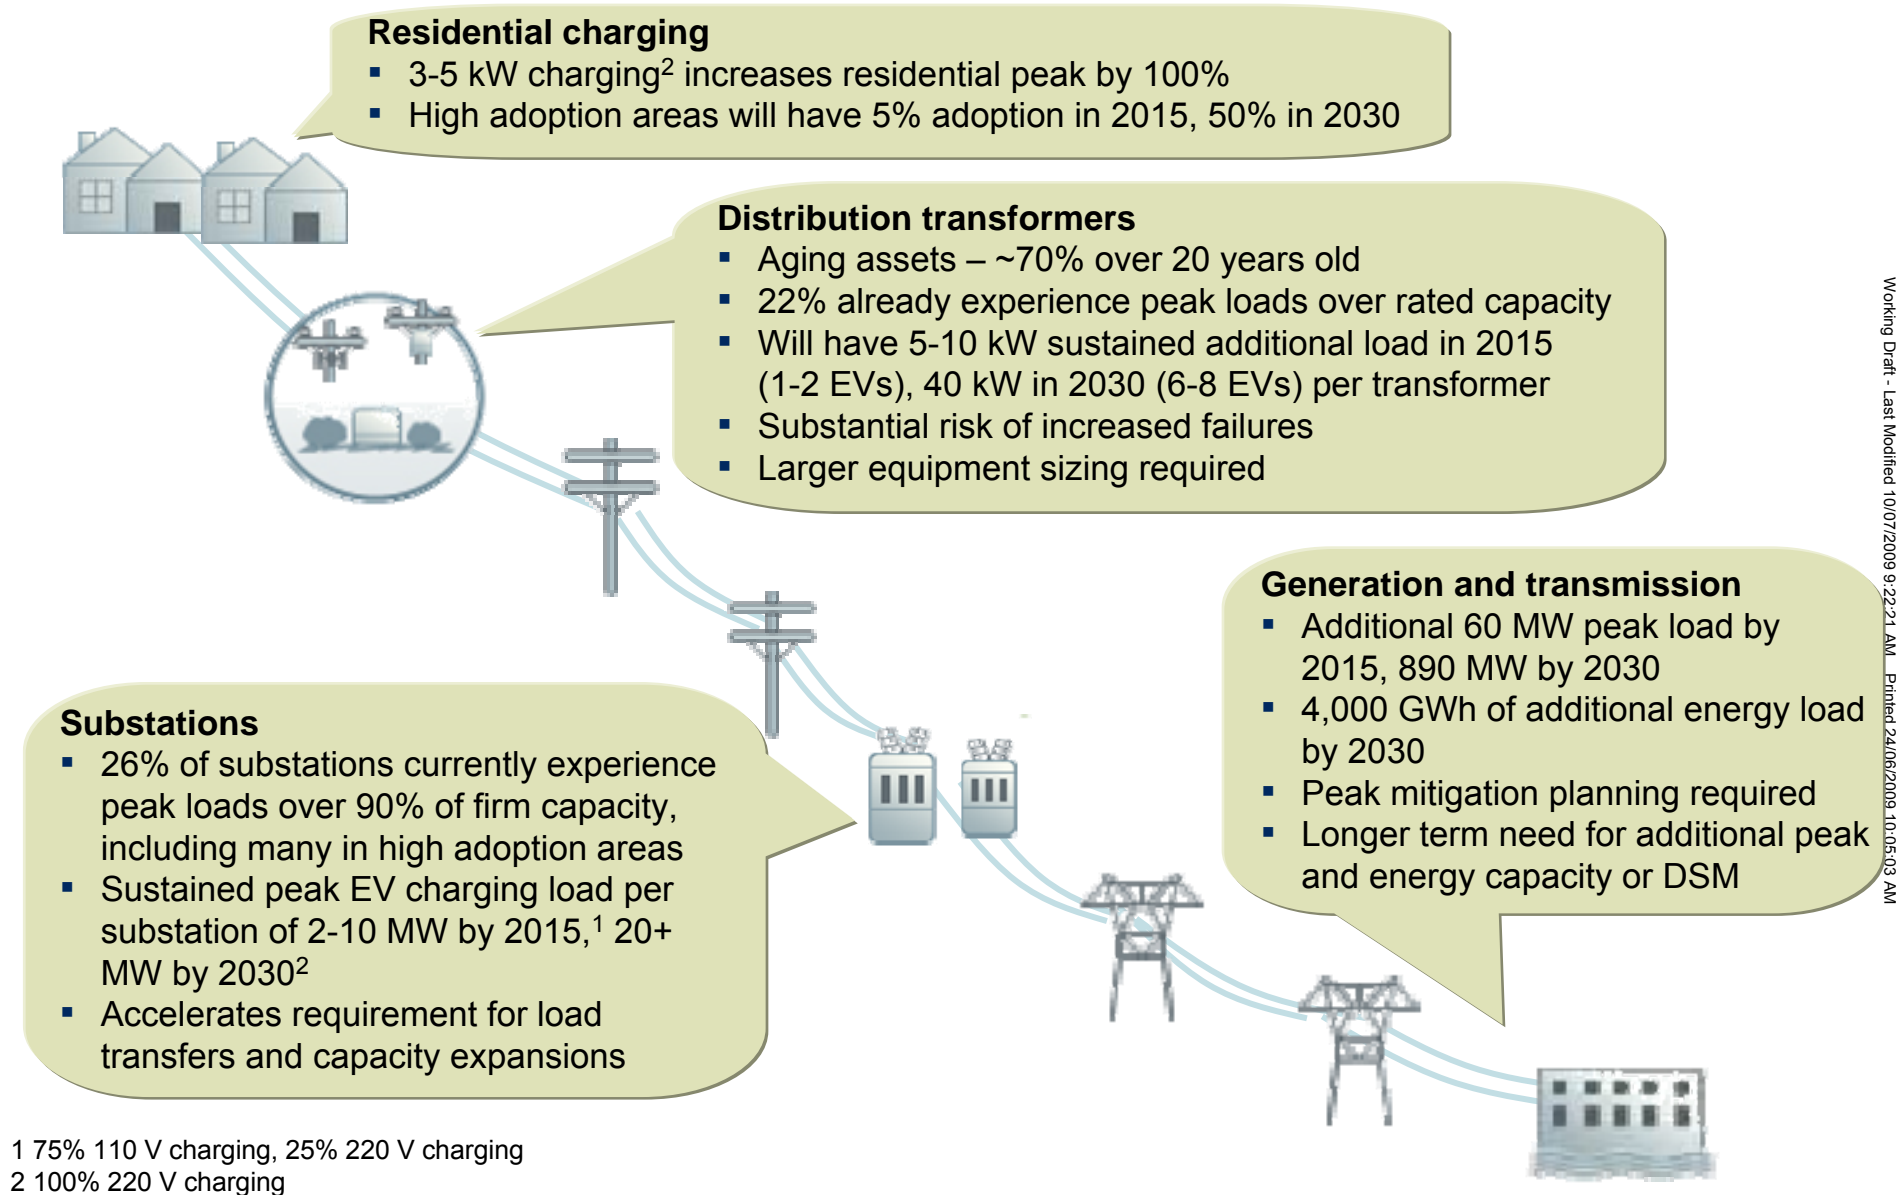 Residential charging
▪ 3-5 kW charging2 increases residential peak by 100%
▪ High adoption areas will have 5% adoption in 2015, 50% in 2030
Distribution transformers
▪ Aging assets – ~70% over 20 years old
▪ 22% already experience peak loads over rated capacity
▪ Will have 5-10 kW sustained additional load in 2015
(1-2 EVs), 40 kW in 2030 (6-8 EVs) per transformer
▪ Substantial risk of increased failures
▪ Larger equipment sizing required
Generation and transmission
▪ Additional 60 MW peak load by
2015, 890 MW by 2030
▪ 4,000 GWh of additional energy load
by 2030
▪ Peak mitigation planning required
▪ Longer term need for additional peak
and energy capacity or DSM
Substations
▪ 26% of substations currently experience
peak loads over 90% of firm capacity,
including many in high adoption areas
▪ Sustained peak EV charging load per
substation of 2-10 MW by 2015,1 20+
MW by 20302
▪ Accelerates requirement for load
transfers and capacity expansions
1 75% 110 V charging, 25% 220 V charging
2 100% 220 V charging
Working Draft - Last Modified 10/07/2009 9:22:21 AM Printed 24/06/2009 10:05:03 AM